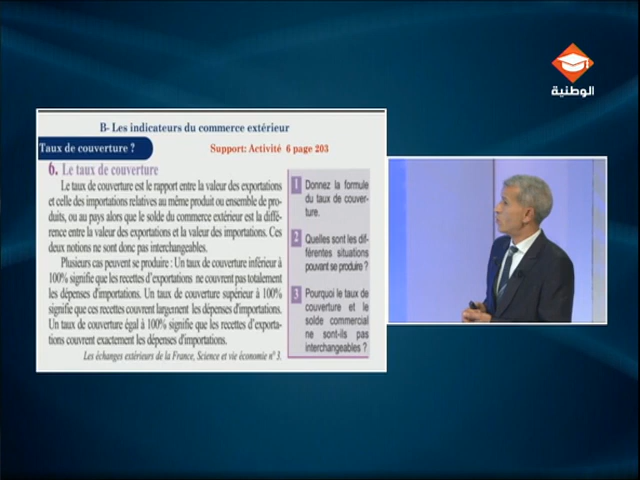 الوطنية
B- Les indicateurs du commerce extérieur
Taux de couverture ?
Support: Activité 6 page 203
6. Le taux de couverture
Le taux de couverture est le rapport entre la valeur des exportations
et celle des importations relatives au même produit ou ensemble de pro-
duits, ou au pays alors que le solde du commerce extérieur est la diffé-
rence entre la valeur des exportations et la valeur des importations. Ces
deux notions ne sont donc pas interchangeables.
Plusieurs cas peuvent se produire : Un taux de couverture inférieur à
100% signifie que les recettes d'exportations ne couvrent pas totalement
les dépenses d'importations. Un taux de couverture supérieur à 100%
signifie que ces recettes couvrent largement les dépenses d'importations.
Un taux de couverture égal à 100% signifie que les recettes d'exporta-
tions couvrent exactement les dépenses d'importations.
Les échanges extérieurs de la France, Science et vie économie n° 3.
1 Donnez la formule
du taux de couver-
ture.
2 Quelles sont les dif-
férentes situations
pouvant se produire ?
3 Pourquoi le taux de
couverture et le
solde commercial
ne sont-ils pas
interchangeables ?